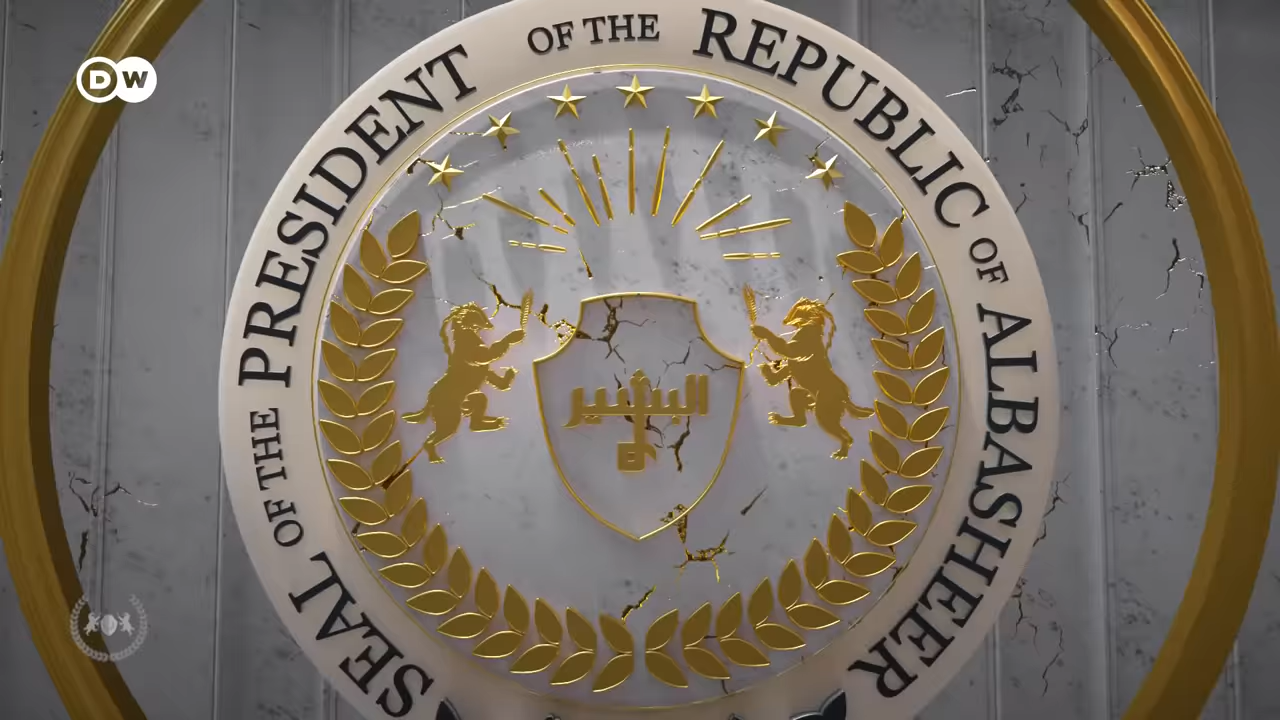 DW
SEAL OF THE PRESIDENT OF THE REPUBLIC OF ALBASHEER
البشير